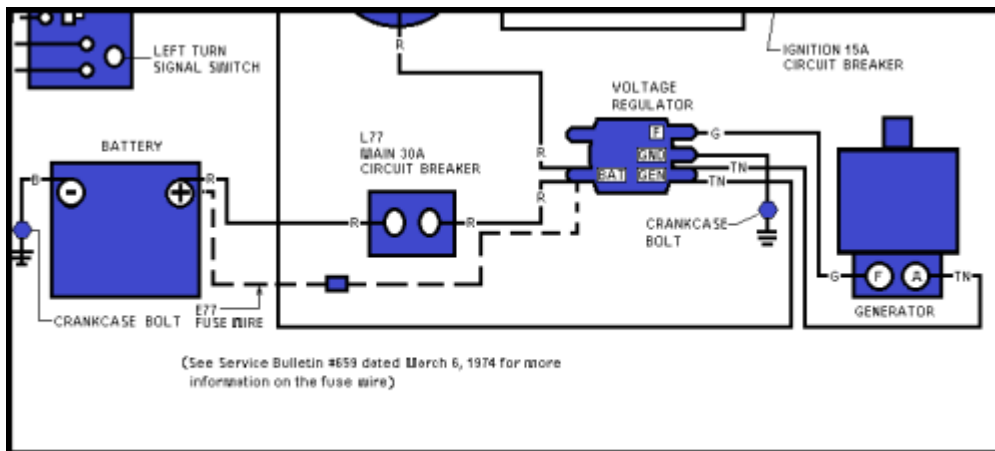 R
LEFT TURN
SIGNAL SWITCH
IGNITION 15A
CIRCUIT BREAKER
VOLTAGE
REGULATOR
BATTERY
L77
MAIN 30A
CIRCUIT BREAKER
F
G
GND
R
TN
BAT
GEN
TN
B
-
+
R
R
R
R
CRANKCASE
BOLT
G
F
A
TN
E77
FUSE WIRE
GENERATOR
CRANKCASE BOLT
(See Service Bulletin #659 dated March 6, 1974 for more
information on the fuse wire)